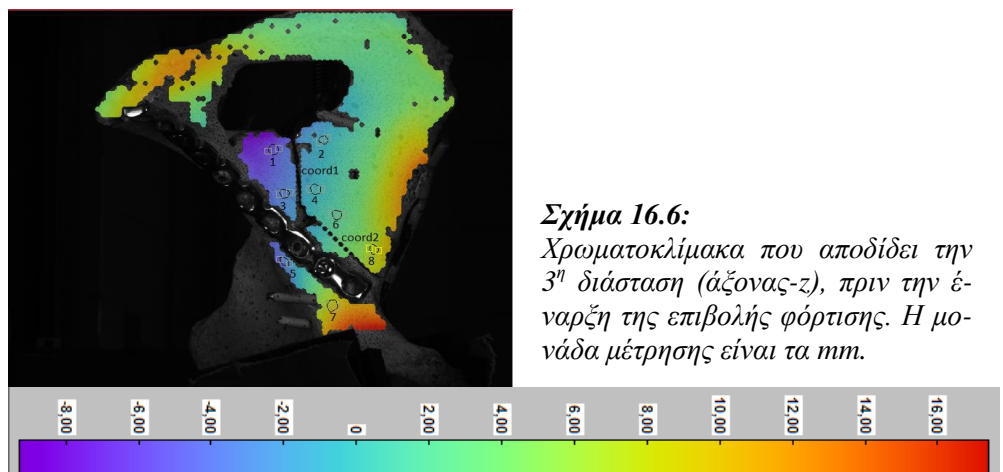 1
2
coord1
3
4
6
coord2
8
5
7
Σχήμα 16.6:
Χρωματοκλίμακα που αποδίδει την
3η διάσταση (άξονας-z), πριν την έ-
ναρξη της επιβολής φόρτισης. Η μο-
νάδα μέτρησης είναι τα mm.
-8,00 -6,00 -4,00 -2,00 0 2,00 4,00 6,00 8,00 10,00 12,00 14,00 16,00